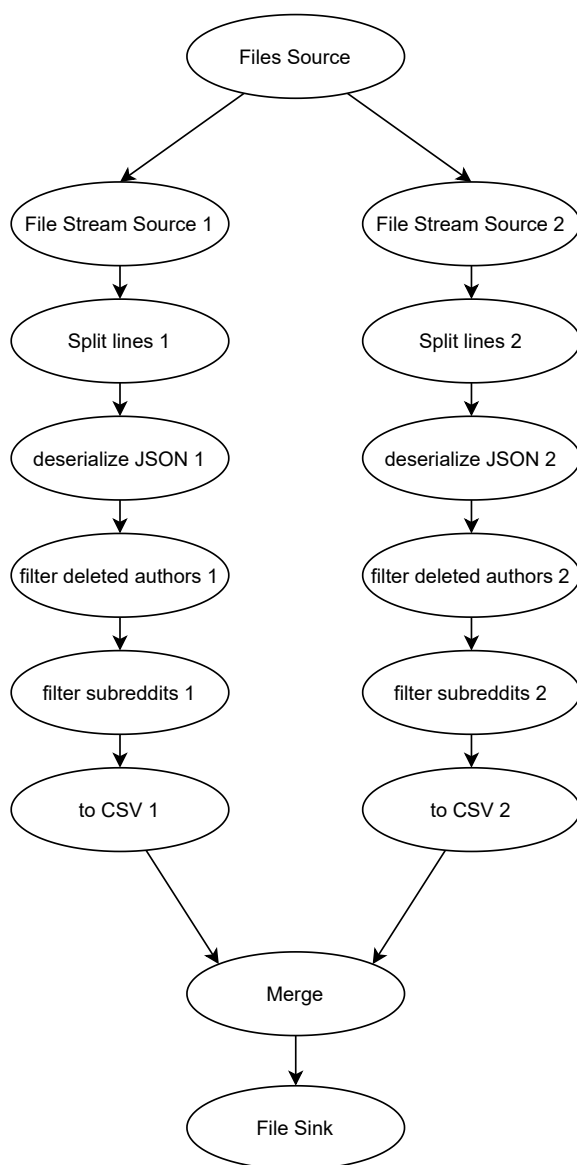 Files Source
File Stream Source 1
File Stream Source 2
Split lines 1
Split lines 2
deserialize JSON 1
deserialize JSON 2
filter deleted authors 1
filter deleted authors 2
filter subreddits 1
filter subreddits 2
to CSV 1
to CSV 2
Merge
File Sink